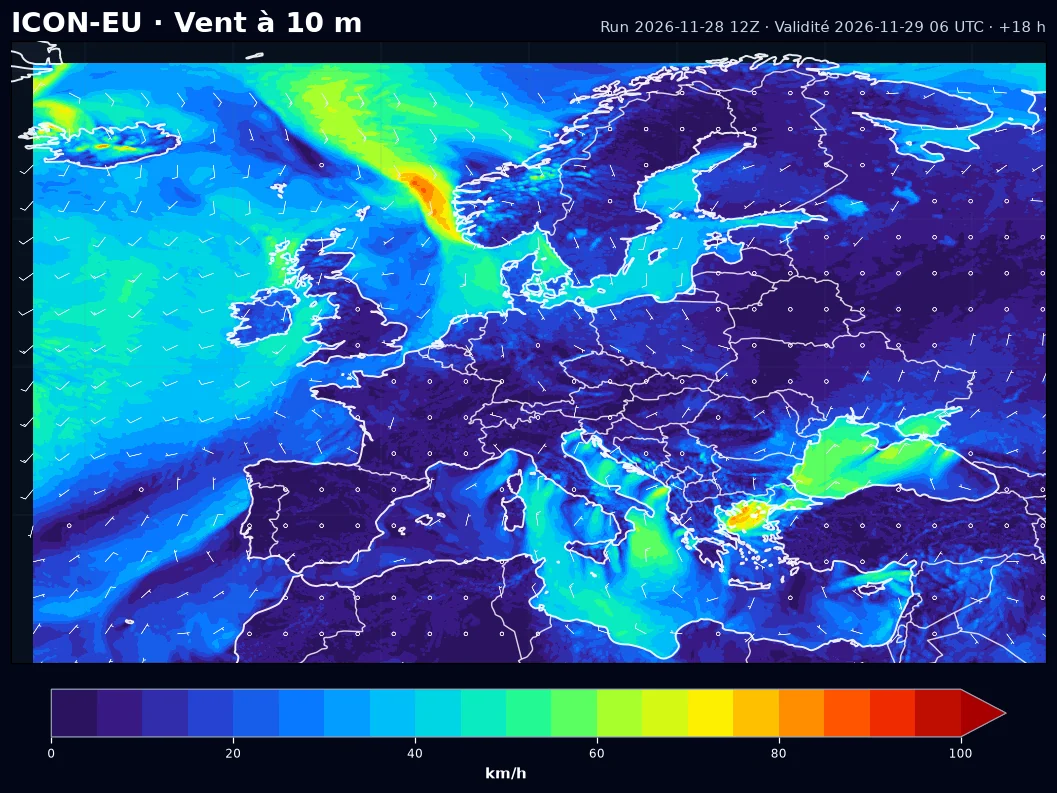 ICON-EU · Vent à 10 m
Run 2026-11-28 12Z · Validité 2026-11-29 06 UTC · +18 h
0 20 40 60 80 100
km/h